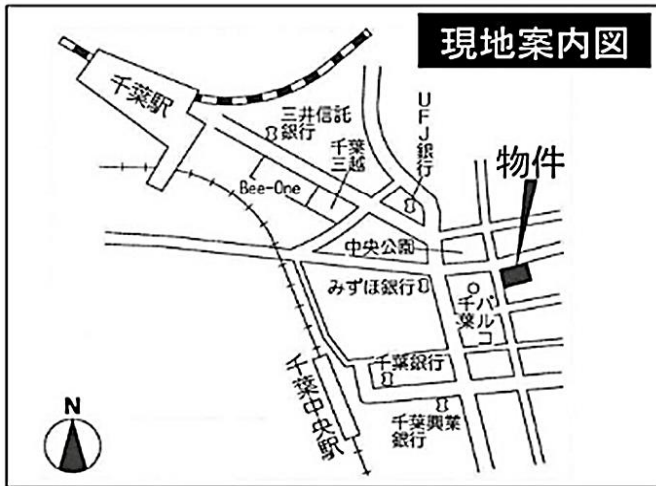 現地案内図
千葉駅
三井信託
銀行
千葉
三越
UFJ銀行
Bee-One
物件
中央公園
みずほ銀行
千葉
パルコ
千葉銀行
千葉中央駅
千葉興業
銀行
N